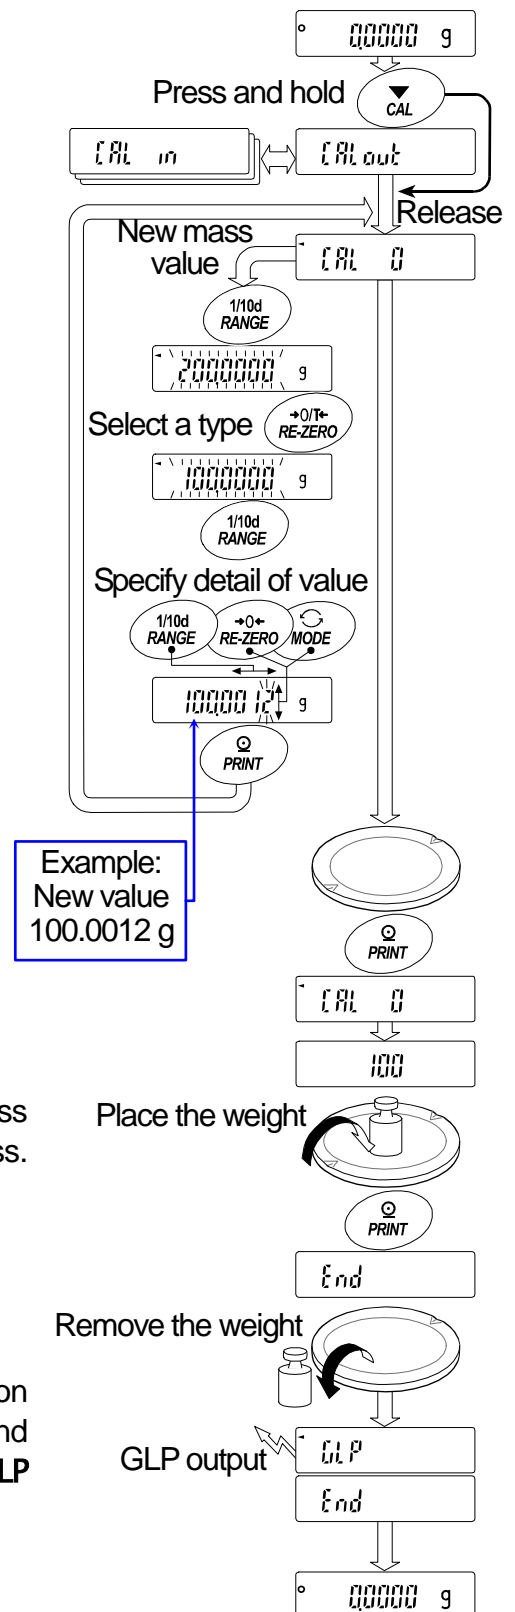 0.0000 g
Press and hold
CAL
CAL in
CAL out
Release
New mass
value
CAL 0
1/10d
RANGE
200.0000 g
Select a type
→0/T←
RE-ZERO
100.0000 g
1/10d
RANGE
Specify detail of value
1/10d
RANGE
→0←
RE-ZERO
MODE
100.0012 g
PRINT
Example:
New value
100.0012 g
PRINT
CAL 0
100
ss
Place the weight
ss.
PRINT
End
Remove the weight
on
nd
GLP output
GLP
LP
End
0.0000 g